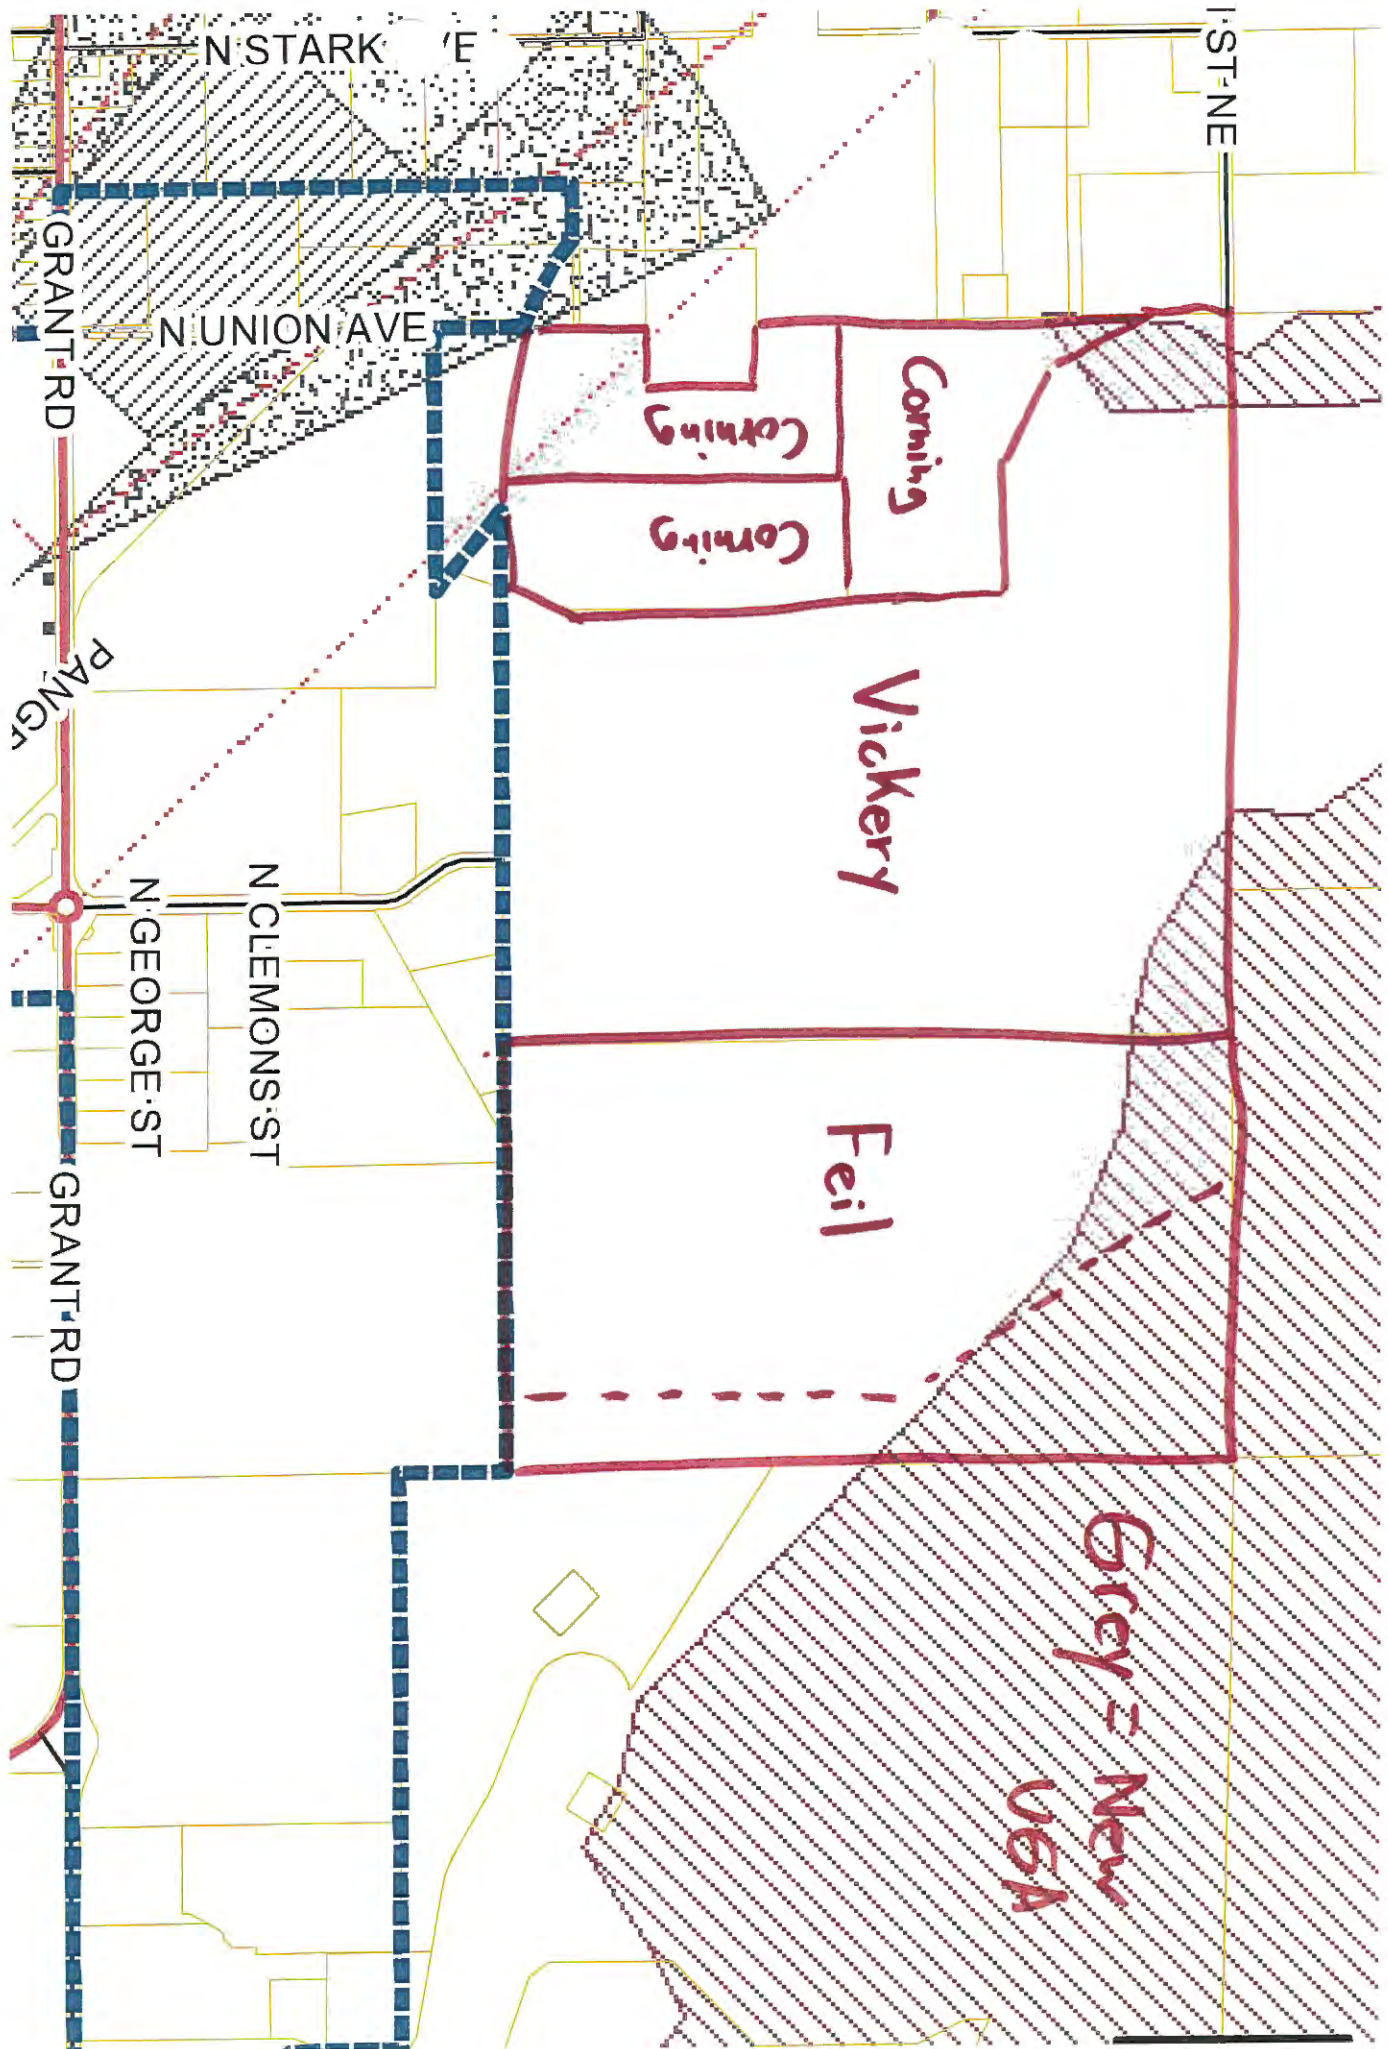 N STARK VE
ST NE
GRANT RD
N UNION AVE
Corning
Corning
Corning
Vickery
N GEORGE ST
N CLEMONS ST
Feil
GRANT RD
Grey = New
UGA